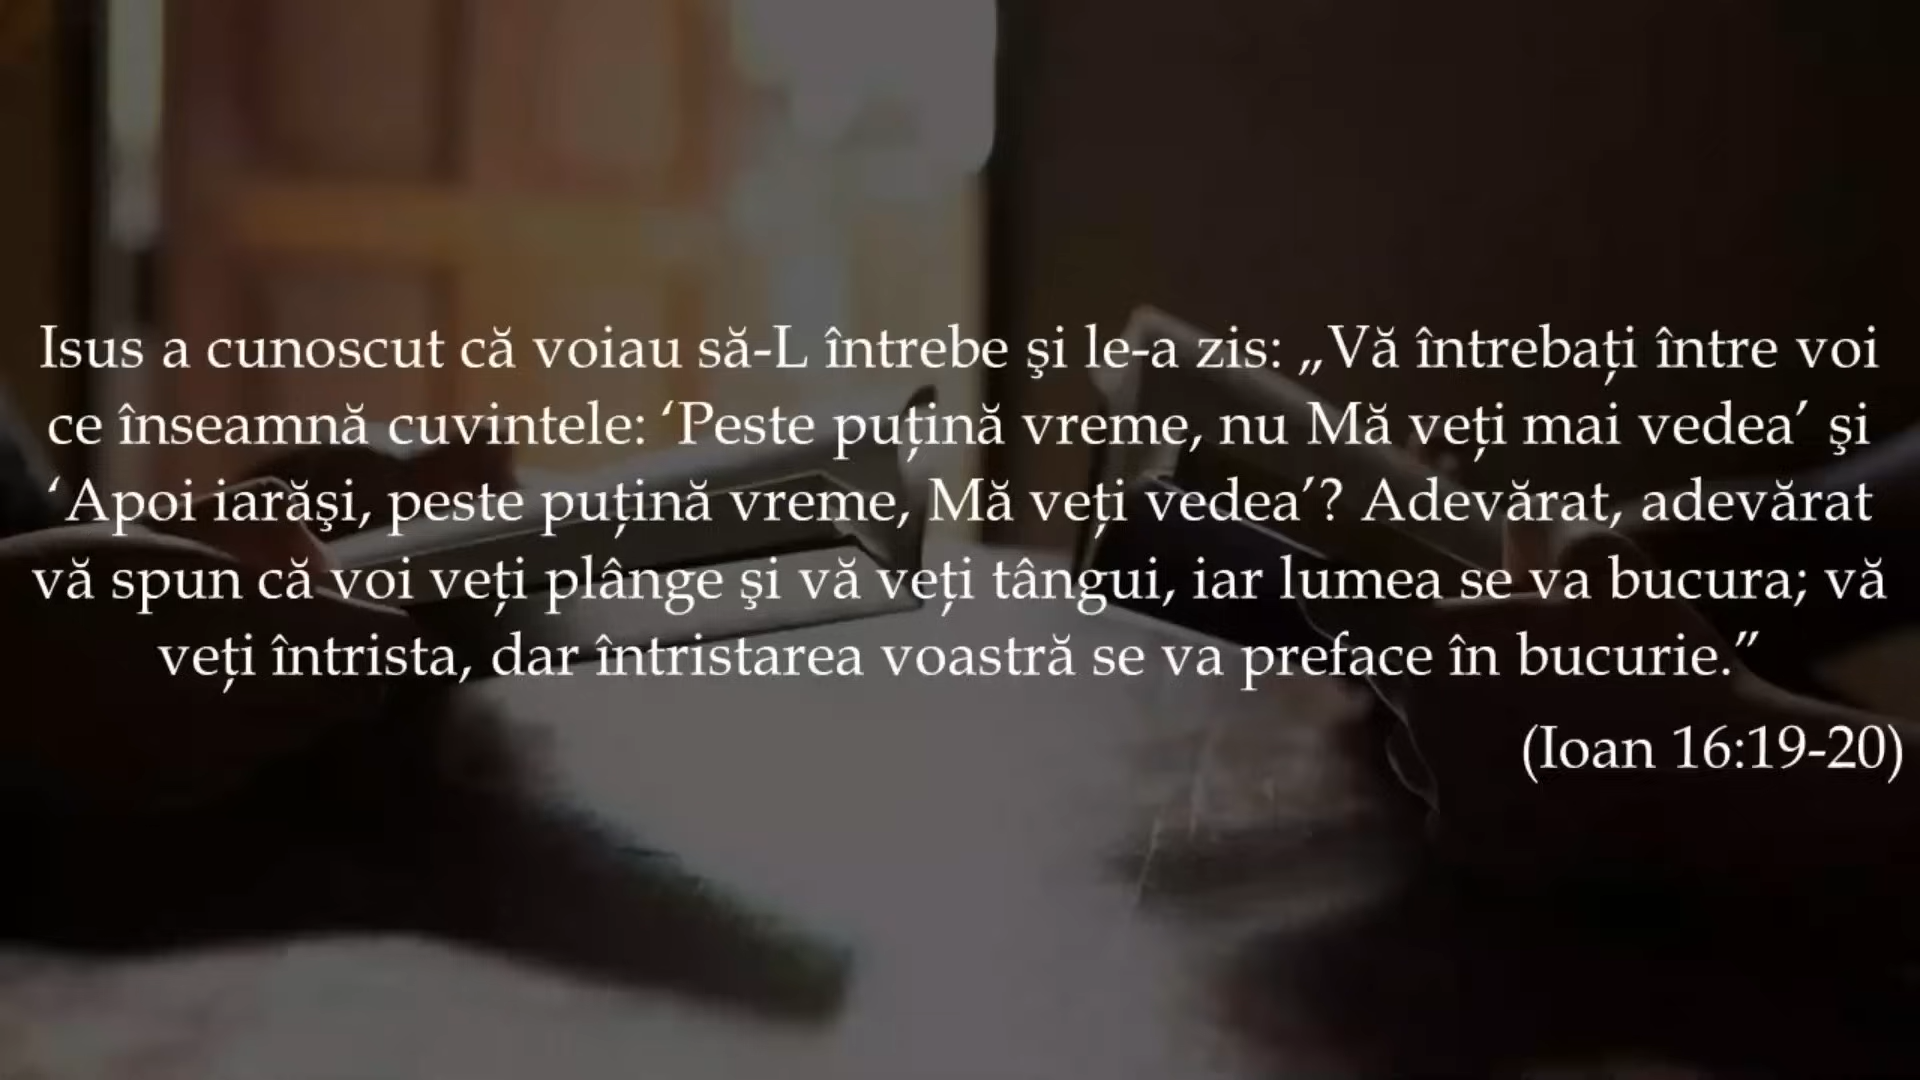 Isus a cunoscut că voiau să-L întrebe şi le-a zis: „Vă întrebați între voi
ce înseamnă cuvintele: ‘Peste puțină vreme, nu Mă veți mai vedea’ şi
‘Apoi iarăşi, peste puțină vreme, Mă veți vedea’? Adevărat, adevărat
vă spun că voi veți plânge şi vă veți tângui, iar lumea se va bucura; vă
veți întrista, dar întristarea voastră se va preface în bucurie.”
(Ioan 16:19-20)